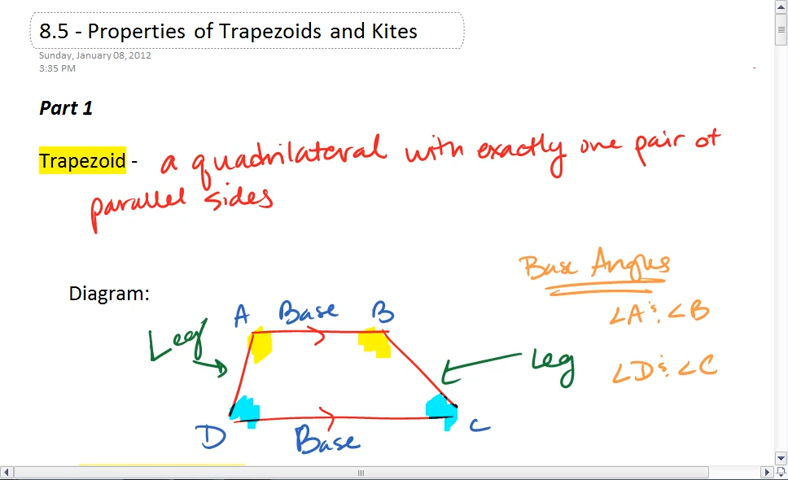 8.5 - Properties of Trapezoids and Kites
Sunday, January 08, 2012
3:35 PM
Part 1
Trapezoid - a quadrilateral with exactly one pair of
parallel sides
Base Angles
Diagram:
A Base B
∠A & ∠B
Leg
Leg
∠D & ∠C
D Base C